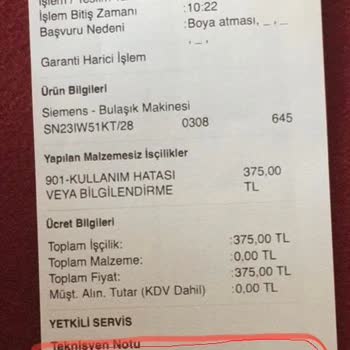 İşlem Bitiş Zamanı :10:22
Başvuru Nedeni :Boya atması, _ , _
, _ ,
Garanti Harici İşlem
Ürün Bilgileri
Siemens - Bulaşık Makinesi
SN23IW51KT/28 0308 645
Yapılan Malzemesiz İşçilikler
901-KULLANIM HATASI 375,00
VEYA BİLGİLENDİRME TL
Ücret Bilgileri
Toplam İşçilik: :375,00 TL
Toplam Malzeme: :0,00 TL
Toplam Fiyat: :375,00 TL
Müşt. Alın. Tutar (KDV Dahil) :0,00 TL
YETKİLİ SERVİS
Teknisyen Notu